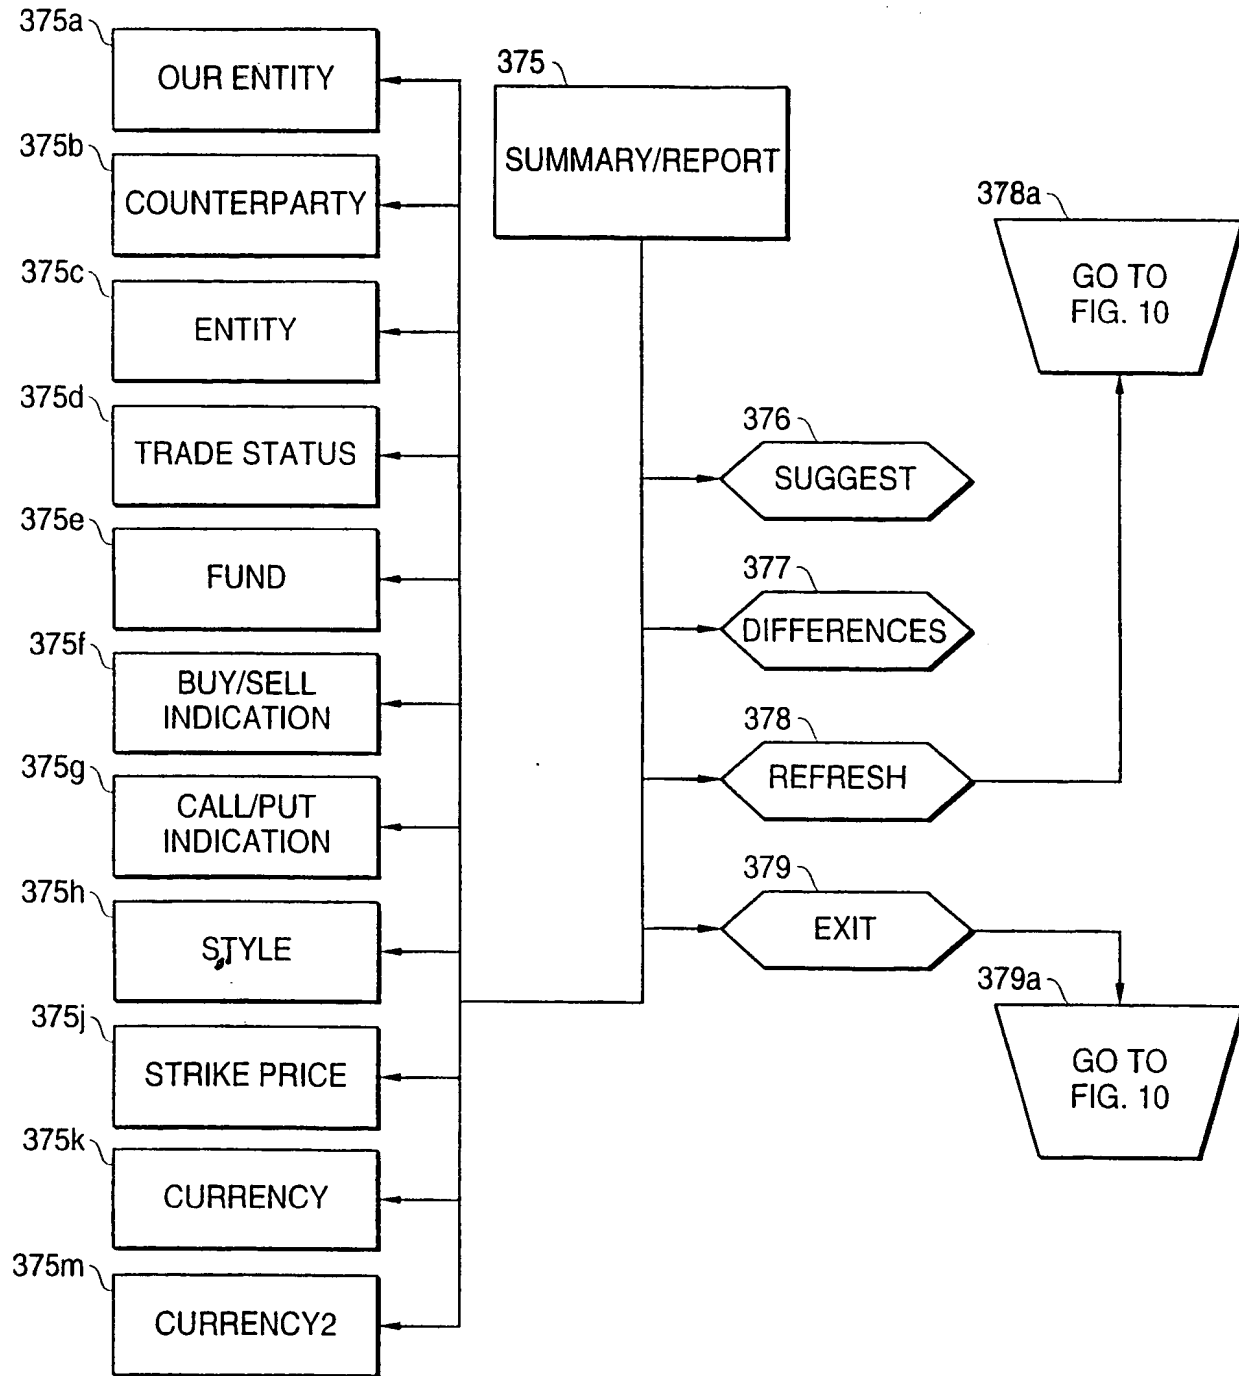 375a
OUR ENTITY
375b
COUNTERPARTY
375c
ENTITY
375d
TRADE STATUS
375e
FUND
375f
BUY/SELL
INDICATION
375g
CALL/PUT
INDICATION
375h
STYLE
375j
STRIKE PRICE
375k
CURRENCY
375m
CURRENCY2
375
SUMMARY/REPORT
376
SUGGEST
377
DIFFERENCES
378
REFRESH
379
EXIT
378a
GO TO
FIG. 10
379a
GO TO
FIG. 10